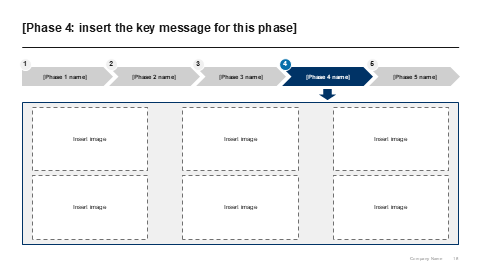 [Phase 4: insert the key message for this phase]
1 2 3 4 5
[Phase 1 name] [Phase 2 name] [Phase 3 name] [Phase 4 name] [Phase 5 name]
Insert image Insert image Insert image
Insert image Insert image Insert image
Company Name